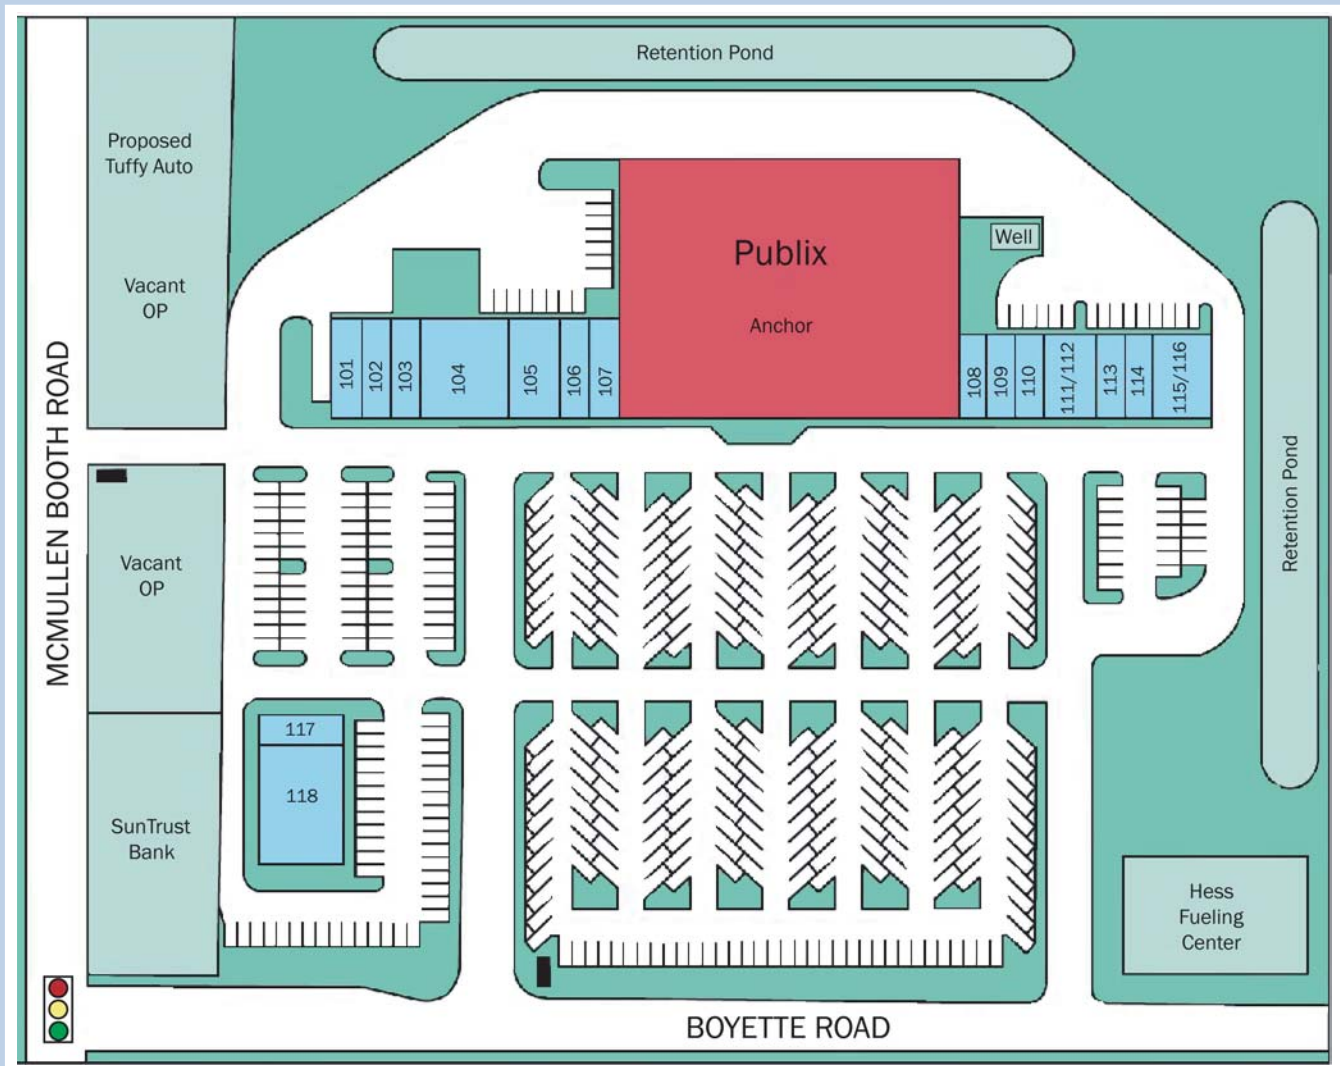 Retention Pond
Proposed
Tuffy Auto
Publix
Well
Vacant
OP
Anchor
101
102
103
104
105
106
107
108
109
110
111/112
113
114
115/116
MCMULLEN BOOTH ROAD
Retention Pond
Vacant
OP
117
118
SunTrust
Bank
Hess
Fueling
Center
BOYETTE ROAD